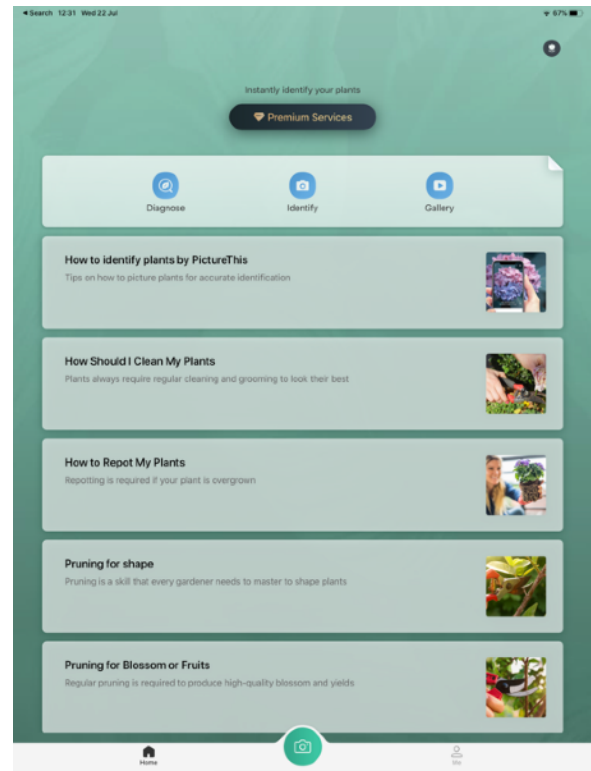 Search 12:31 Wed 22 Jul 67%
Instantly identify your plants
Premium Services
Diagnose Identify Gallery
How to identify plants by PictureThis
Tips on how to picture plants for accurate identification
How Should I Clean My Plants
Plants always require regular cleaning and grooming to look their best
How to Repot My Plants
Repotting is required if your plant is overgrown
Pruning for shape
Pruning is a skill that every gardener needs to master to shape plants
Pruning for Blossom or Fruits
Regular pruning is required to produce high-quality blossom and yields
Home Me